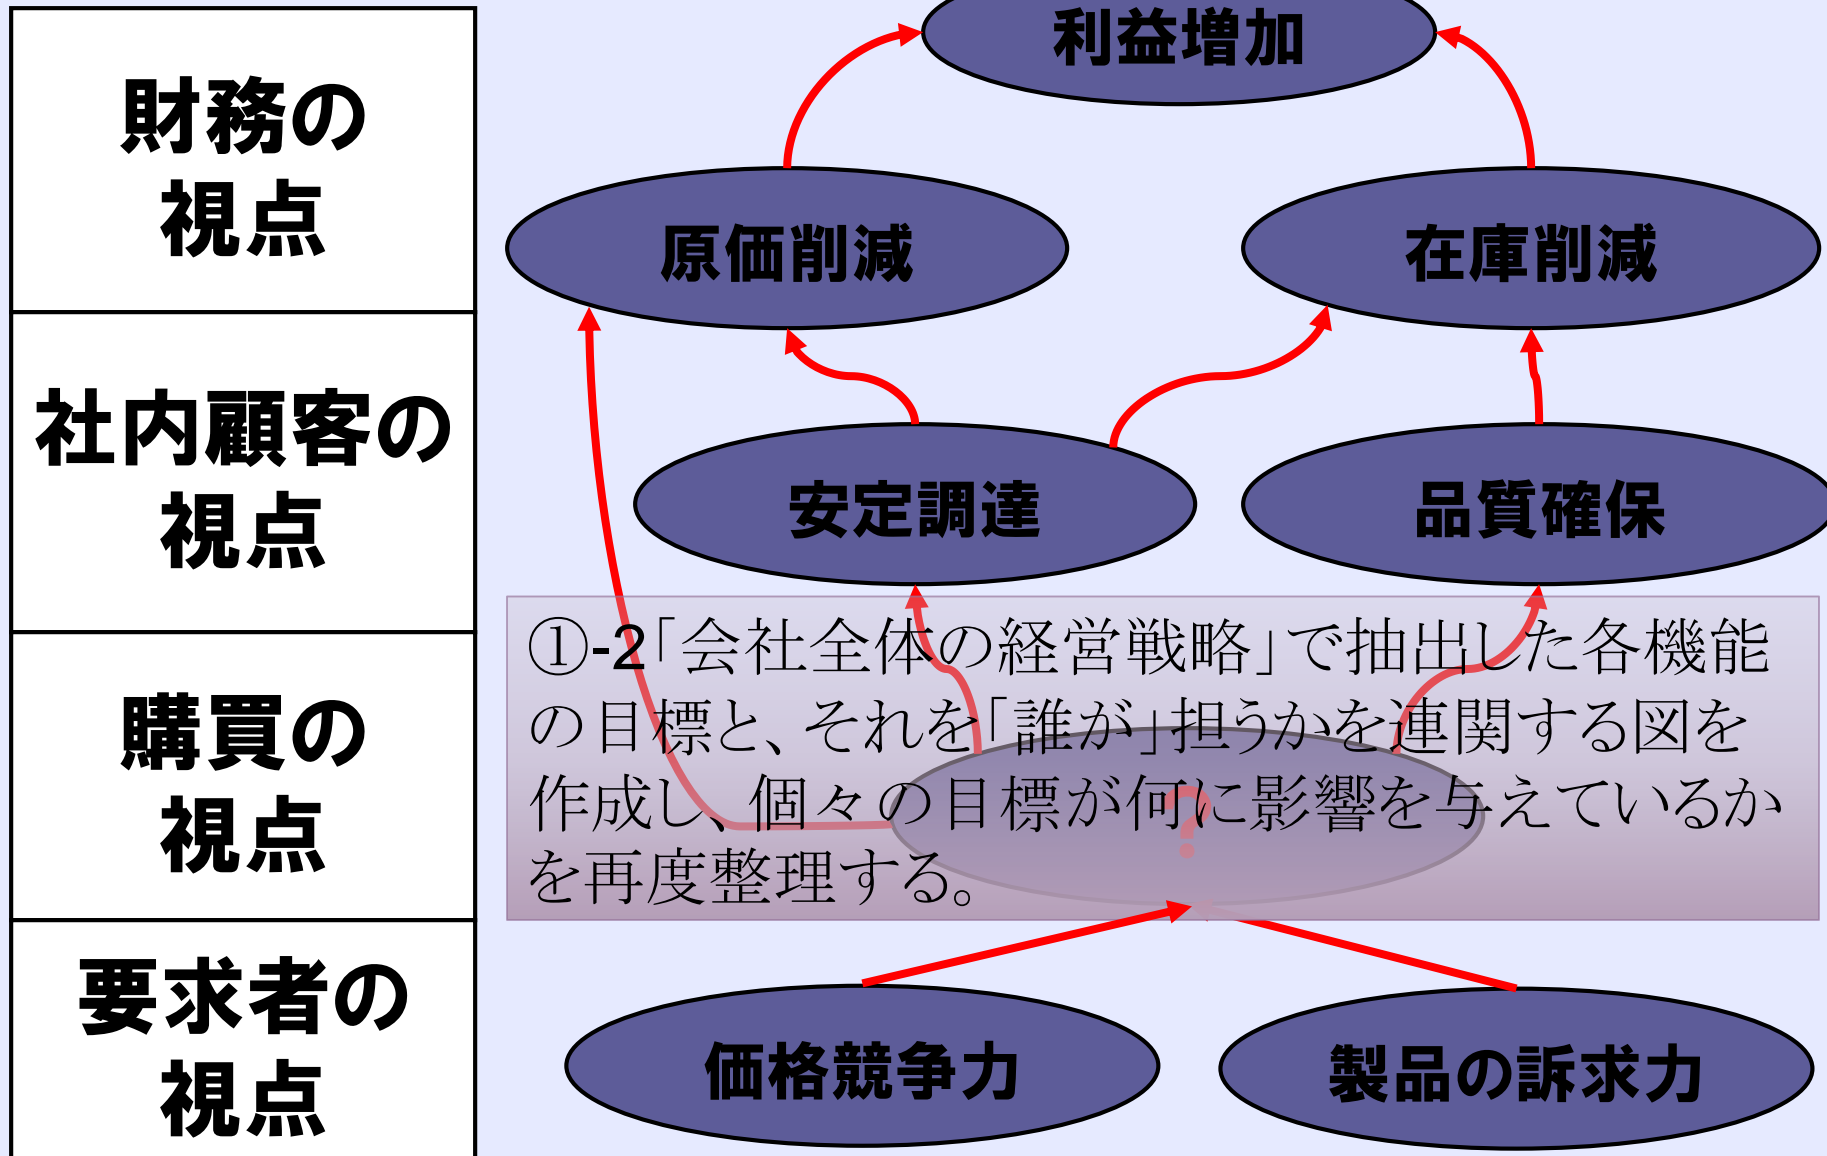 財務の
視点
利益増加
原価削減
在庫削減
社内顧客の
視点
安定調達
品質確保
購買の
視点
①-2「会社全体の経営戦略」で抽出した各機能
の目標と、それを「誰が」担うかを連関する図を
作成し、個々の目標が何に影響を与えているか
を再度整理する。
?
要求者の
視点
価格競争力
製品の訴求力